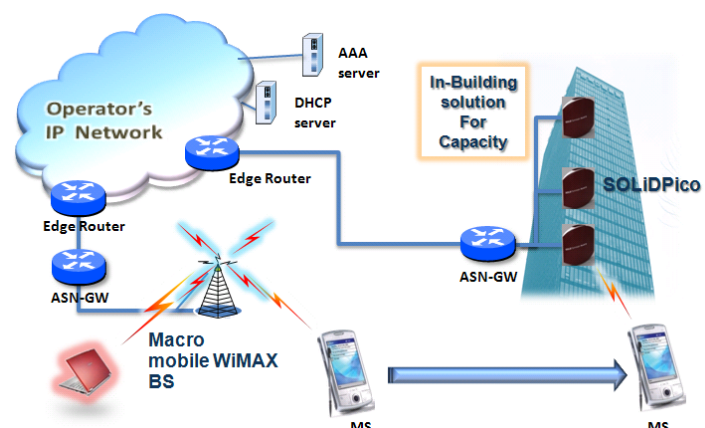 AAA
server
DHCP
server
Operator's
IP Network
Edge Router
Edge Router
ASN-GW
Macro
mobile WiMAX
BS
MS
In-Building
solution
For
Capacity
SOLiDPico
ASN-GW
MS